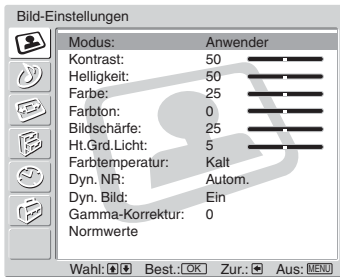 Bild-Einstellungen
Modus: Anwender
Kontrast: 50
Helligkeit: 50
Farbe: 25
Farbton: 0
Bildschärfe: 25
Ht.Grd.Licht: 5
Farbtemperatur: Kalt
Dyn. NR: Autom.
Dyn. Bild: Ein
Gamma-Korrektur: 0
Normwerte
Wahl: Best.: OK Zur.: Aus: MENU